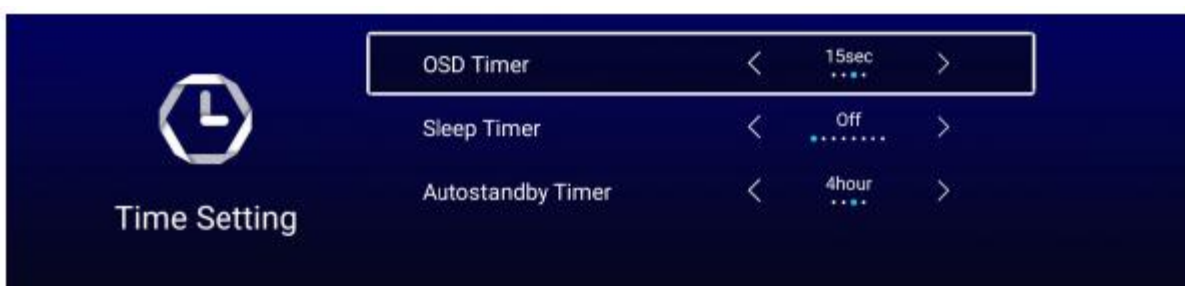 OSD Timer 15sec
Sleep Timer Off
Autostandby Timer 4hour
Time Setting